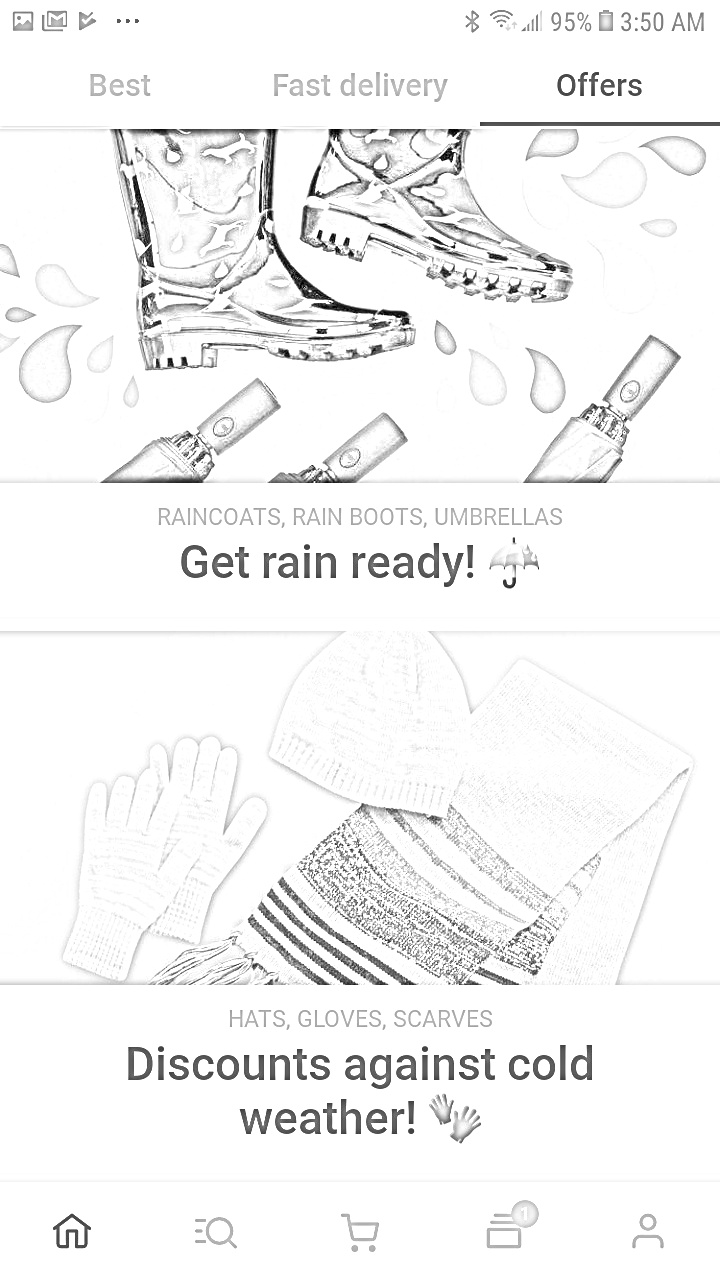 95% 3:50 AM
Best Fast delivery Offers
RAINCOATS, RAIN BOOTS, UMBRELLAS
Get rain ready! ☔
HATS, GLOVES, SCARVES
Discounts against cold
weather! 👐
1